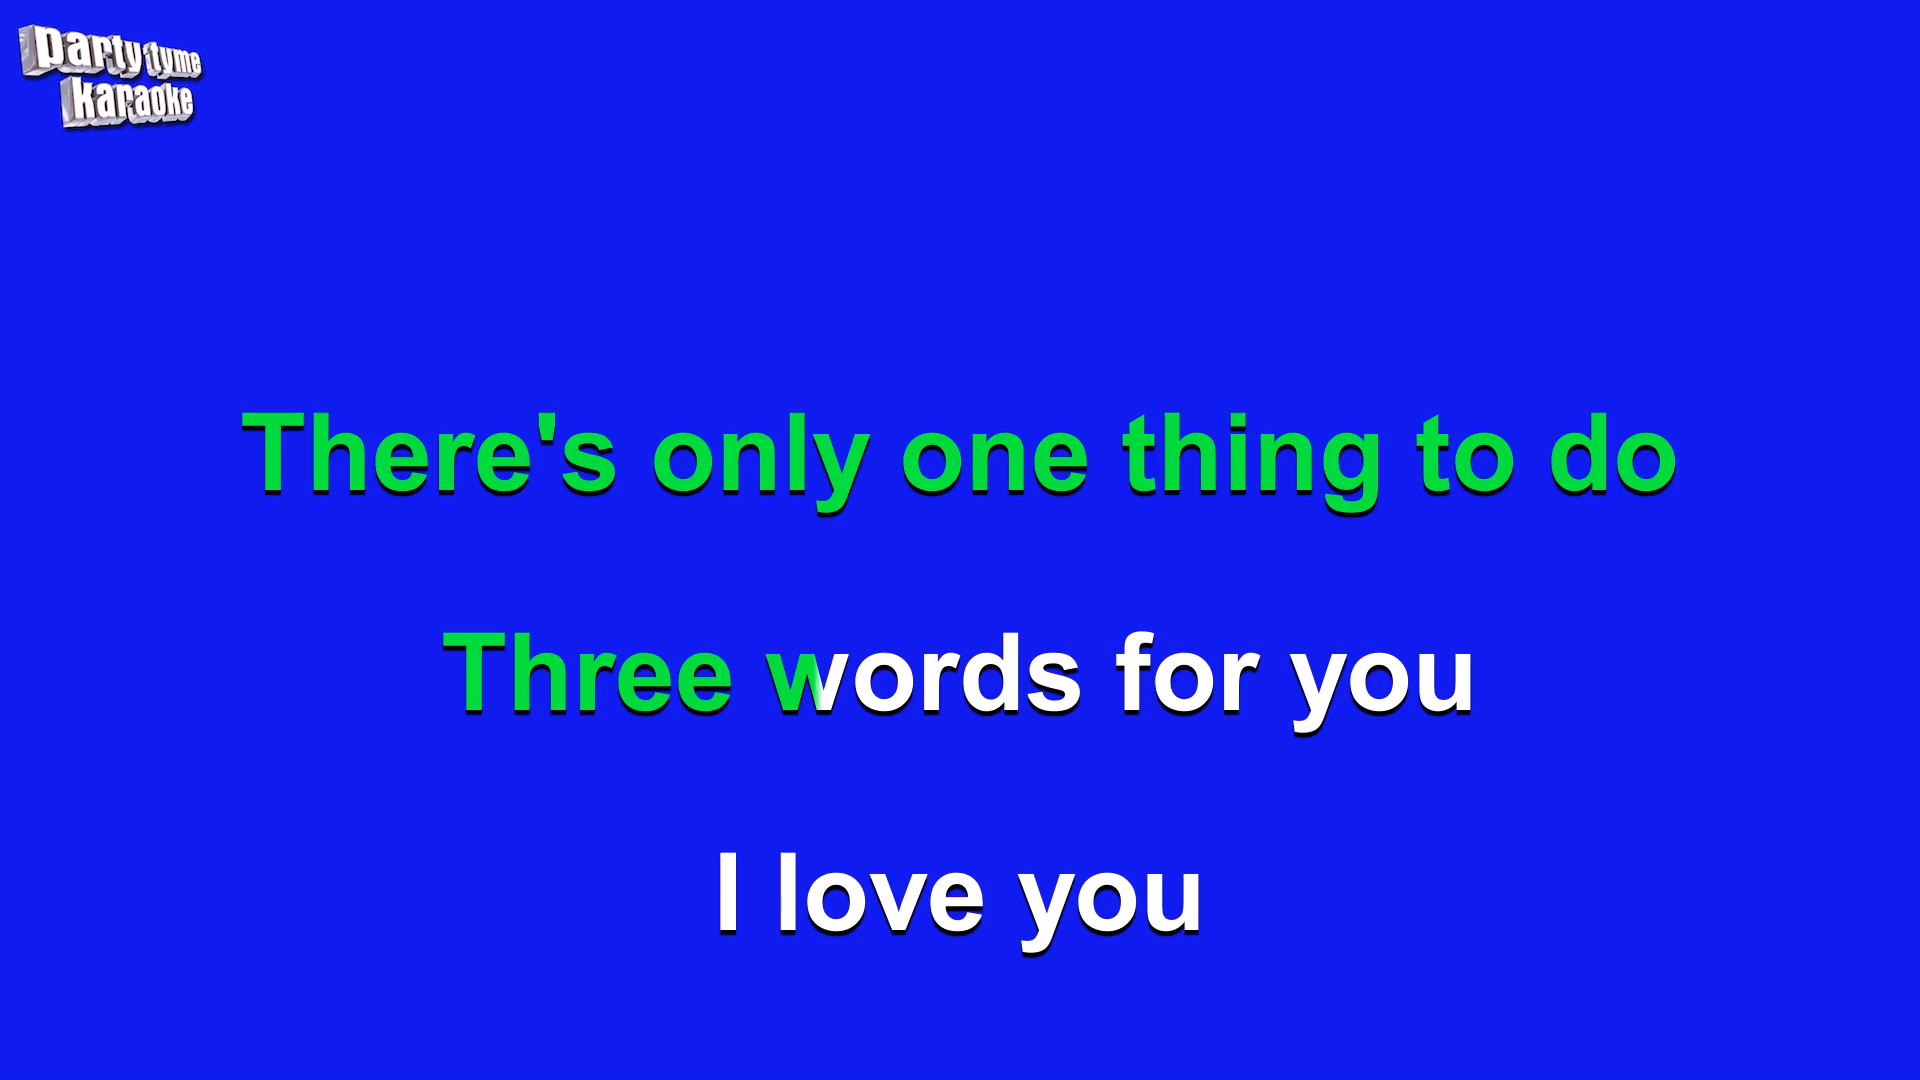 party tyme
karaoke
There's only one thing to do
Three words for you
I love you